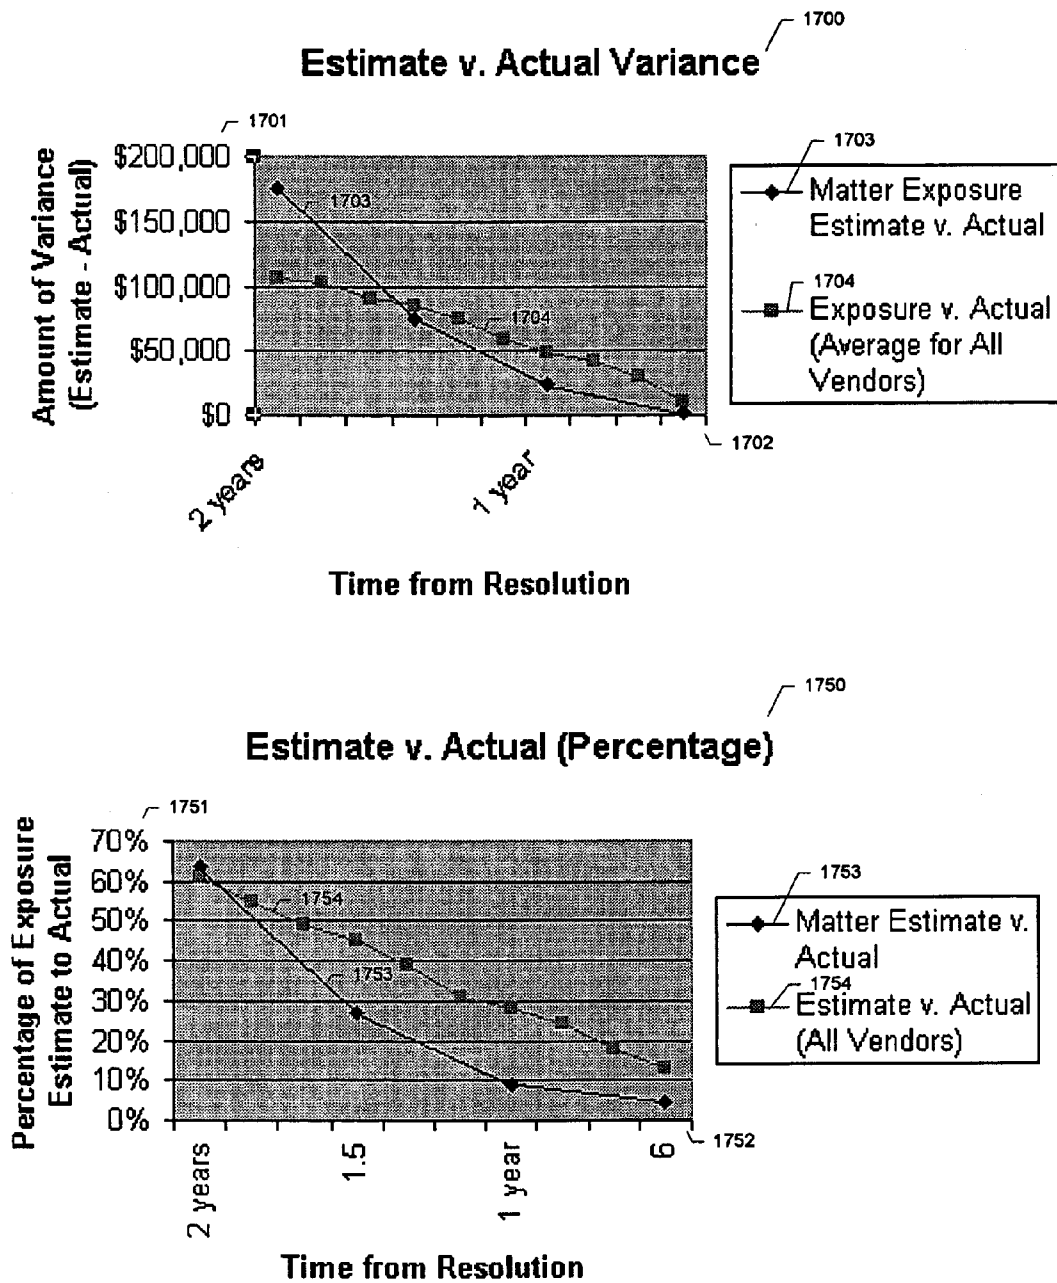 1700
Estimate v. Actual Variance
1701
Amount of Variance
(Estimate - Actual)
$200,000
$150,000
$100,000
$50,000
$0
1703
1704
1702
2 years
1 year
Time from Resolution
1703
Matter Exposure
Estimate v. Actual
1704
Exposure v. Actual
(Average for All
Vendors)
1750
Estimate v. Actual (Percentage)
1751
Percentage of Exposure
Estimate to Actual
70%
60%
50%
40%
30%
20%
10%
0%
1754
1753
1752
2 years
1.5
1 year
6
Time from Resolution
1753
Matter Estimate v.
Actual
1754
Estimate v. Actual
(All Vendors)